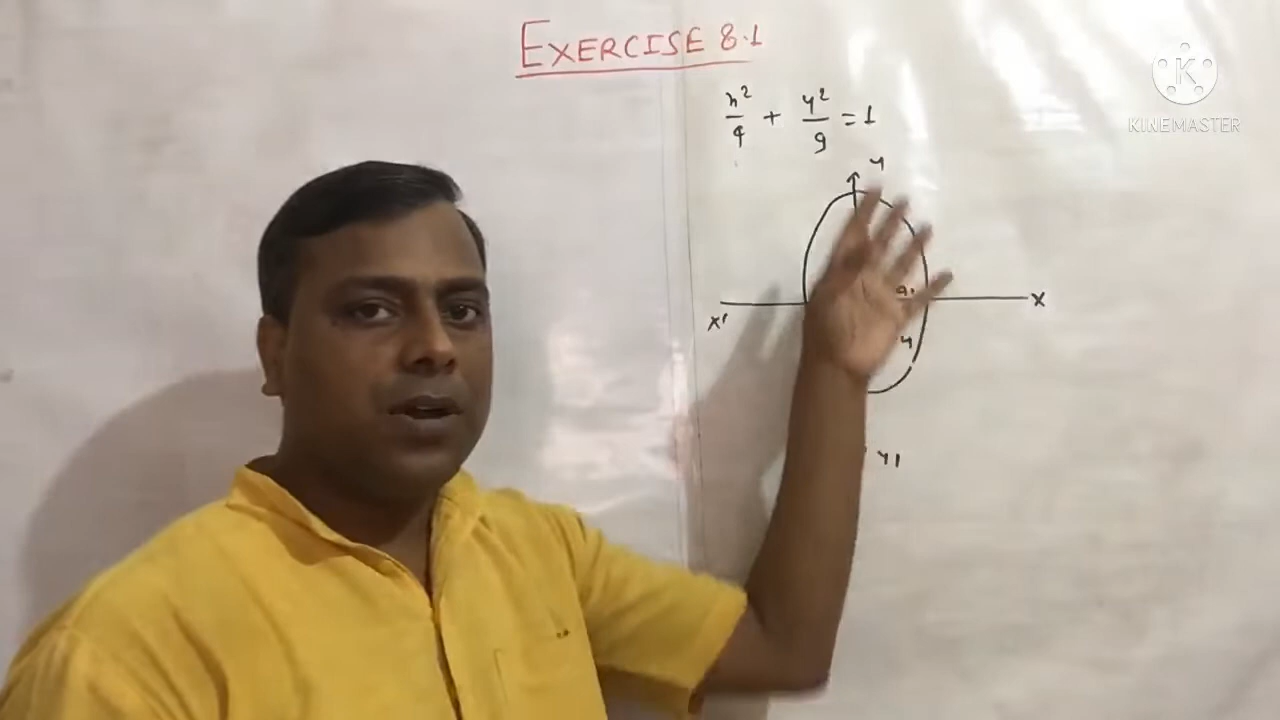 EXERCISE 8.1
x²/4 + y²/9 = 1
y
x
x'
y
y'
KINEMASTER